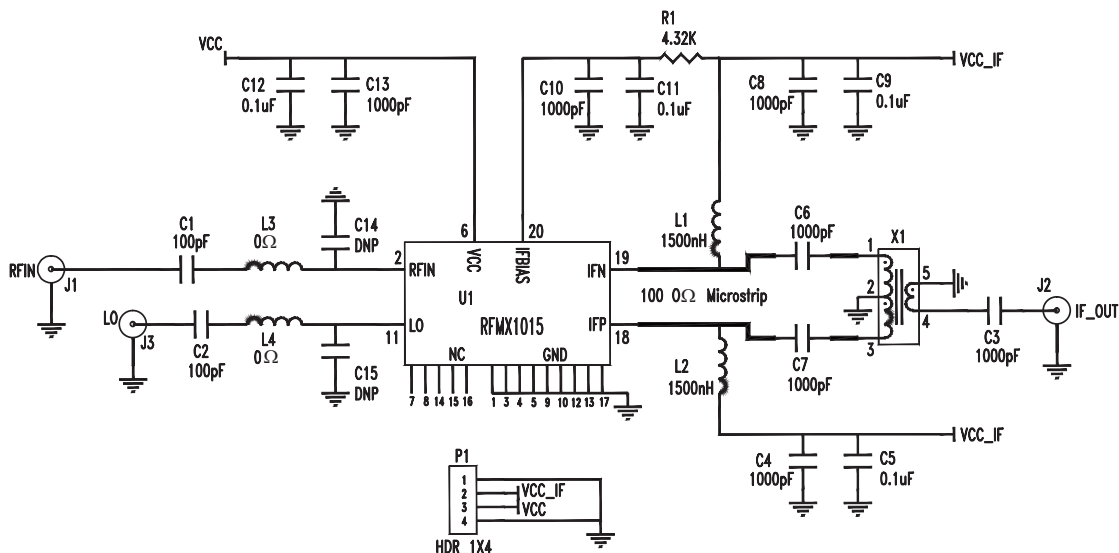 R1
4.32K
VCC
VCC_IF
C12
0.1uF
C13
1000pF
C10
1000pF
C11
0.1uF
C8
1000pF
C9
0.1uF
C1
100pF
L3
0Ω
C14
DNP
6
20
L1
1500nH
C6
1000pF
X1
RFIN
J1
2
RFIN
VCC
IFBIAS
IFN
19
1
5
2
U1
100 0Ω Microstrip
J2
LO
J3
RFMX1015
LO
IFP
IF_OUT
C2
100pF
L4
0Ω
11
18
3
4
C3
1000pF
C15
DNP
NC
GND
L2
1500nH
C7
1000pF
7 8 14 15 16 1 3 4 5 9 10 12 13 17
VCC_IF
C4
1000pF
C5
0.1uF
P1
1
2 VCC_IF
3 VCC
4
HDR 1X4